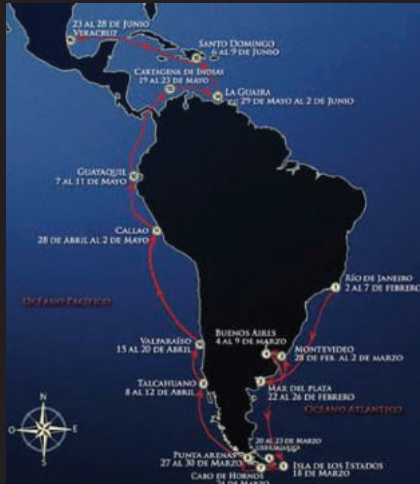 23 AL 28 DE JUNIO
VERACRUZ
SANTO DOMINGO
6 AL 9 DE JUNIO
CARTAGENA DE INDIAS
19 AL 23 DE MAYO
LA GUAIRA
29 DE MAYO AL 2 DE JUNIO
GUAYAQUIL
7 AL 11 DE MAYO
CALLAO
28 DE ABRIL AL 2 DE MAYO
RÍO DE JANEIRO
2 AL 7 DE FEBRERO
OCÉANO PACÍFICO
BUENOS AIRES
4 AL 9 DE MARZO
MONTEVIDEO
28 DE FEB. AL 2 DE MARZO
VALPARAÍSO
15 AL 20 DE ABRIL
TALCAHUANO
8 AL 12 DE ABRIL
MAR DEL PLATA
22 AL 26 DE FEBRERO
OCÉANO ATLÁNTICO
20 AL 23 DE MARZO
USHUAIA
PUNTA ARENAS
27 AL 30 DE MARZO
ISLA DE LOS ESTADOS
18 DE MARZO
CABO DE HORNOS
DE MARZO
N
O
E
S